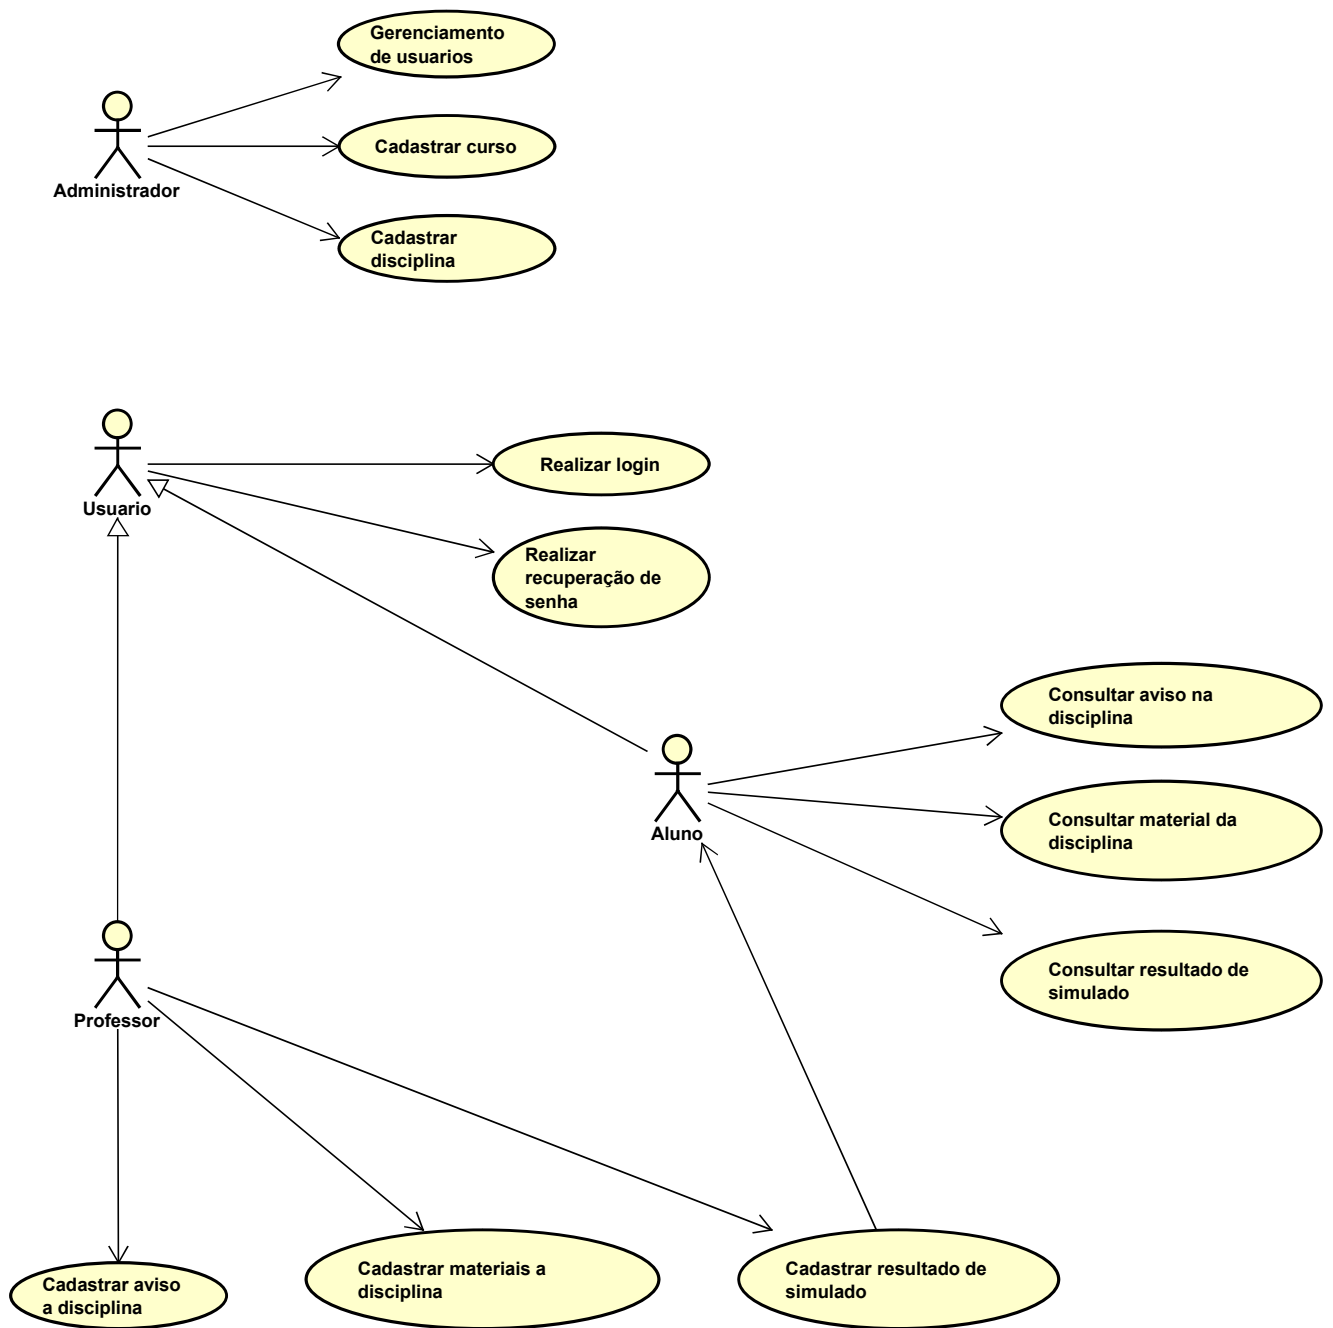 Gerenciamento
de usuarios
Cadastrar curso
Administrador
Cadastrar
disciplina
Realizar login
Usuario
Realizar
recuperação de
senha
Consultar aviso na
disciplina
Consultar material da
disciplina
Aluno
Consultar resultado de
simulado
Professor
Cadastrar aviso
a disciplina
Cadastrar materiais a
disciplina
Cadastrar resultado de
simulado